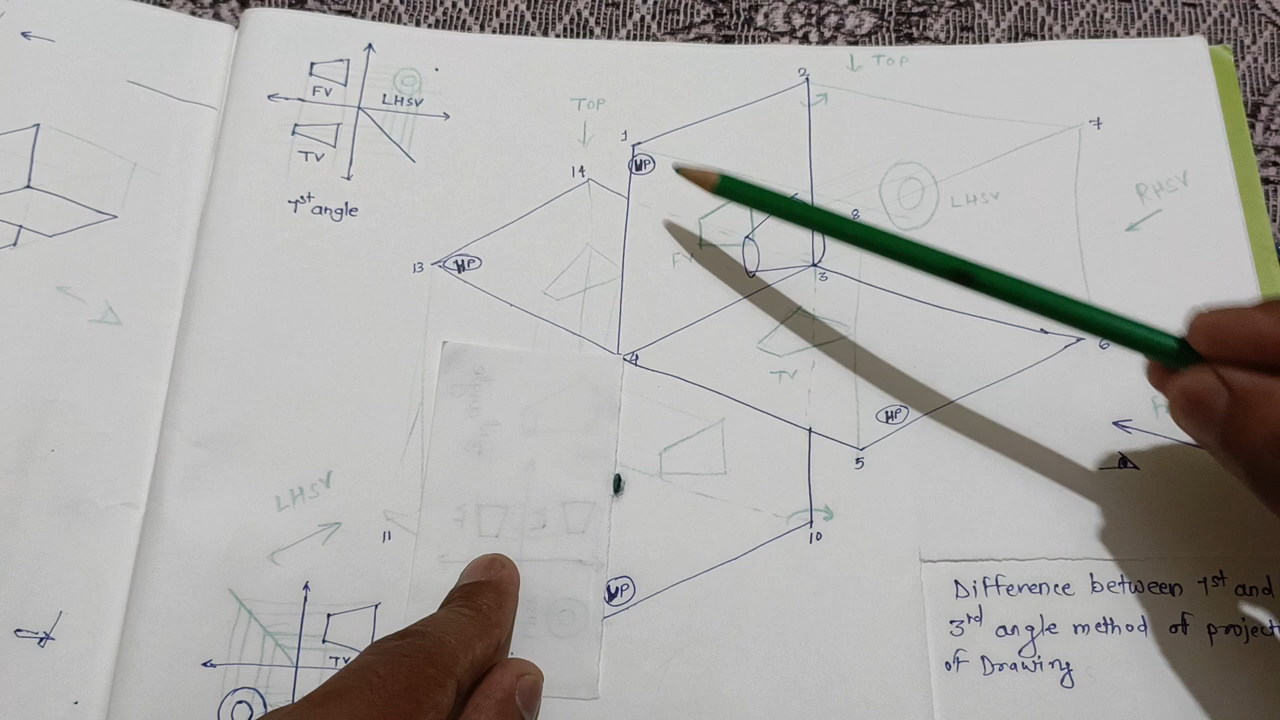 FV
LHSV
TV
1st angle
TOP
TOP
1
2
7
VP
14
RHSV
8
LHSV
FV
13
HP
3
6
4
TV
HP
5
LHSV
11
10
VP
TV
Difference between 1st and
3rd angle method of project
of Drawing